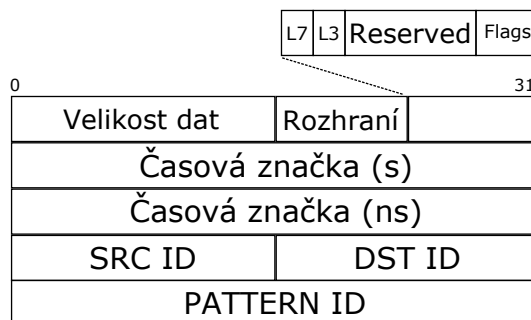 L7 L3 Reserved Flags
0 31
Velikost dat Rozhraní
Časová značka (s)
Časová značka (ns)
SRC ID DST ID
PATTERN ID